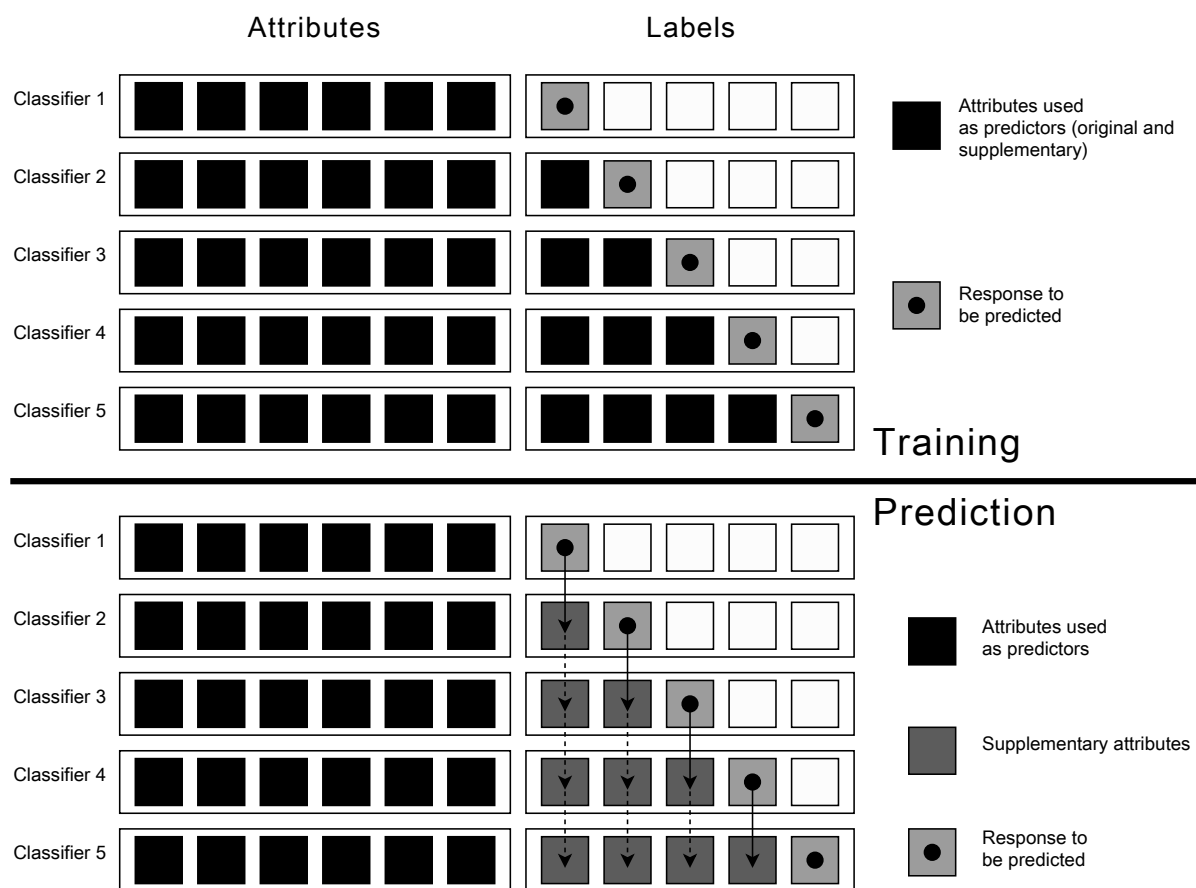 Attributes
Labels
Classifier 1
Classifier 2
Classifier 3
Classifier 4
Classifier 5
Attributes used
as predictors (original and
supplementary)
Response to
be predicted
Training
Prediction
Classifier 1
Classifier 2
Classifier 3
Classifier 4
Classifier 5
Attributes used
as predictors
Supplementary attributes
Response to
be predicted